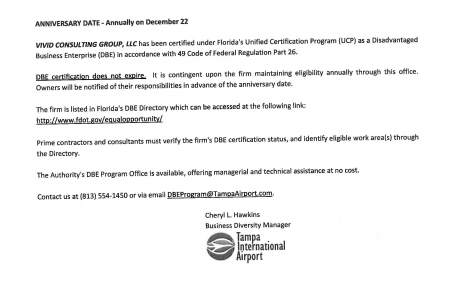 ANNIVERSARY DATE - Annually on December 22
VIVID CONSULTING GROUP, LLC has been certified under Florida's Unified Certification Program (UCP) as a Disadvantaged
Business Enterprise (DBE) in accordance with 49 Code of Federal Regulation Part 26.
DBE certification does not expire. It is contingent upon the firm maintaining eligibility annually through this office.
Owners will be notified of their responsibilities in advance of the anniversary date.
The firm is listed in Florida's DBE Directory which can be accessed at the following link:
http://www.fdot.gov/equalopportunity/
Prime contractors and consultants must verify the firm's DBE certification status, and identify eligible work area(s) through
the Directory.
The Authority's DBE Program Office is available, offering managerial and technical assistance at no cost.
Contact us at (813) 554-1450 or via email DBEProgram@TampaAirport.com.
Cheryl L. Hawkins
Business Diversity Manager
Tampa
International
Airport